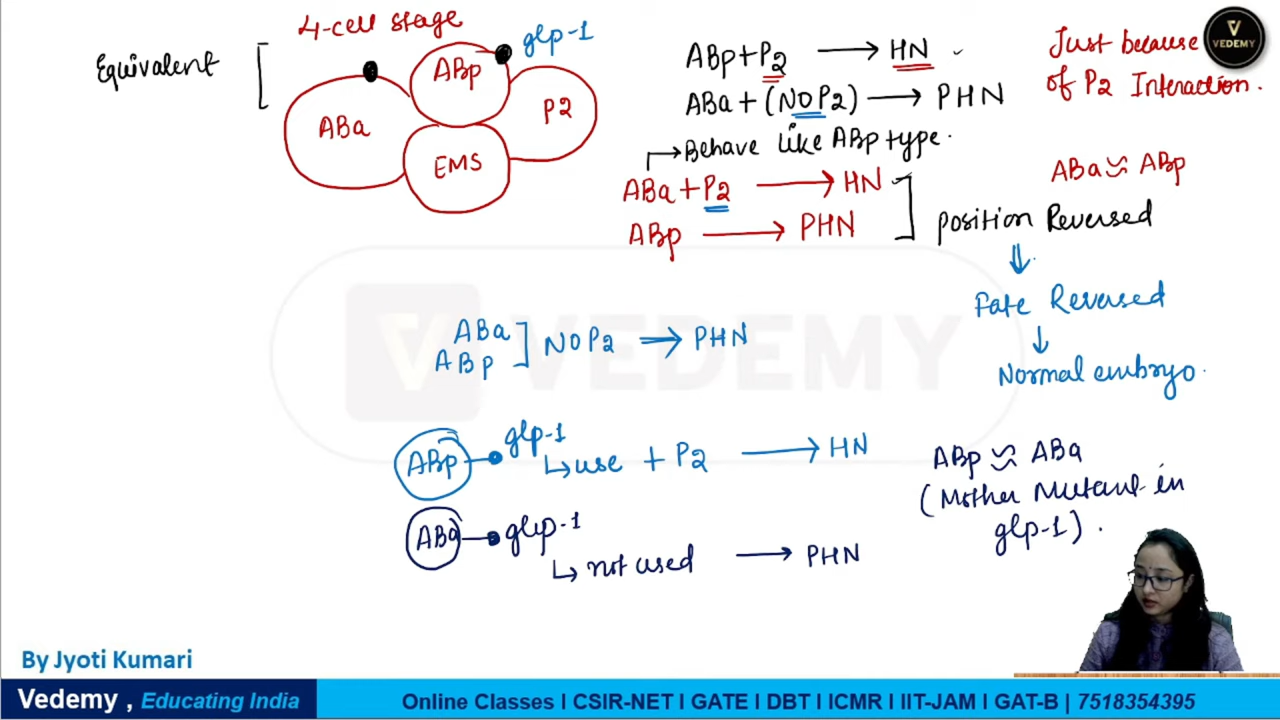 4-cell stage
Equivalent
glp-1
ABp
ABa
P2
EMS
ABp+P2 → HN
ABa + (NOP2) → PHN
→ Behave like ABp type.
ABa+P2 → HN
ABp → PHN
Just because
of P2 Interaction.
ABa ≈ ABp
position Reversed
Fate Reversed
Normal embryo.
ABa
ABp
NOP2 → PHN
ABp
glp-1
use + P2 → HN
ABa
glp-1
not used → PHN
ABp ≈ ABa
(Mother Mutant in
glp-1).
VEDEMY
VEDEMY
By Jyoti Kumari
Vedemy , Educating India
Online Classes I CSIR-NET I GATE I DBT I ICMR I IIT-JAM I GAT-B | 7518354395